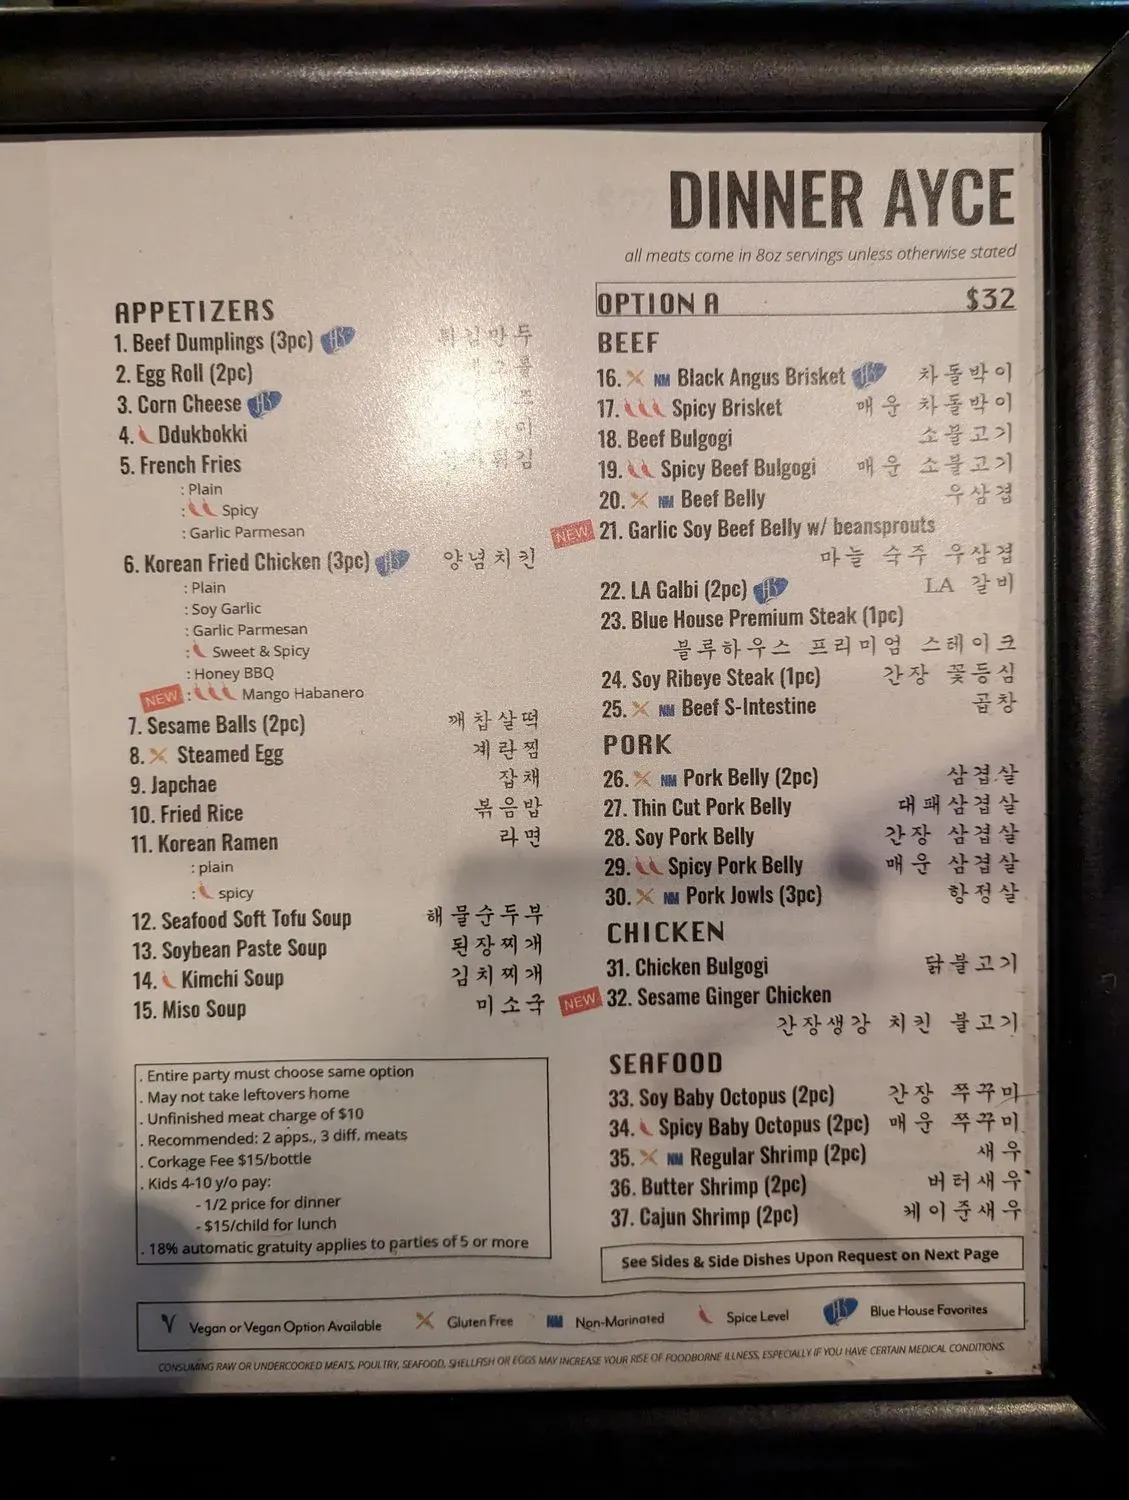 DINNER AYCE
all meats come in 8oz servings unless otherwise stated
APPETIZERS
1. Beef Dumplings (3pc) 튀김만두
2. Egg Roll (2pc)
3. Corn Cheese
4. Ddukbokki
5. French Fries
: Plain
: Spicy
: Garlic Parmesan
6. Korean Fried Chicken (3pc) 양념치킨
: Plain
: Soy Garlic
: Garlic Parmesan
: Sweet & Spicy
: Honey BBQ
NEW : Mango Habanero
7. Sesame Balls (2pc) 깨찹살떡
8. Steamed Egg 계란찜
9. Japchae 잡채
10. Fried Rice 볶음밥
11. Korean Ramen 라면
: plain
: spicy
12. Seafood Soft Tofu Soup 해물순두부
13. Soybean Paste Soup 된장찌개
14. Kimchi Soup 김치찌개
15. Miso Soup 미소국
. Entire party must choose same option
. May not take leftovers home
. Unfinished meat charge of $10
. Recommended: 2 apps., 3 diff. meats
. Corkage Fee $15/bottle
. Kids 4-10 y/o pay:
- 1/2 price for dinner
- $15/child for lunch
. 18% automatic gratuity applies to parties of 5 or more
OPTION A $32
BEEF
16. NM Black Angus Brisket 차돌박이
17. Spicy Brisket 매운 차돌박이
18. Beef Bulgogi 소불고기
19. Spicy Beef Bulgogi 매운 소불고기
20. NM Beef Belly 우삼겹
NEW 21. Garlic Soy Beef Belly w/ beansprouts
마늘 숙주 우삼겹
22. LA Galbi (2pc) LA 갈비
23. Blue House Premium Steak (1pc)
블루하우스 프리미엄 스테이크
24. Soy Ribeye Steak (1pc) 간장 꽃등심
25. NM Beef S-Intestine 곱창
PORK
26. NM Pork Belly (2pc) 삼겹살
27. Thin Cut Pork Belly 대패삼겹살
28. Soy Pork Belly 간장 삼겹살
29. Spicy Pork Belly 매운 삼겹살
30. NM Pork Jowls (3pc) 항정살
CHICKEN
31. Chicken Bulgogi 닭불고기
NEW 32. Sesame Ginger Chicken
간장생강 치킨 불고기
SEAFOOD
33. Soy Baby Octopus (2pc) 간장 쭈꾸미
34. Spicy Baby Octopus (2pc) 매운 쭈꾸미
35. NM Regular Shrimp (2pc) 새우
36. Butter Shrimp (2pc) 버터새우
37. Cajun Shrimp (2pc) 케이준새우
See Sides & Side Dishes Upon Request on Next Page
V Vegan or Vegan Option Available Gluten Free NM Non-Marinated Spice Level Blue House Favorites
CONSUMING RAW OR UNDERCOOKED MEATS, POULTRY, SEAFOOD, SHELLFISH OR EGGS MAY INCREASE YOUR RISE OF FOODBORNE ILLNESS, ESPECIALLY IF YOU HAVE CERTAIN MEDICAL CONDITIONS.